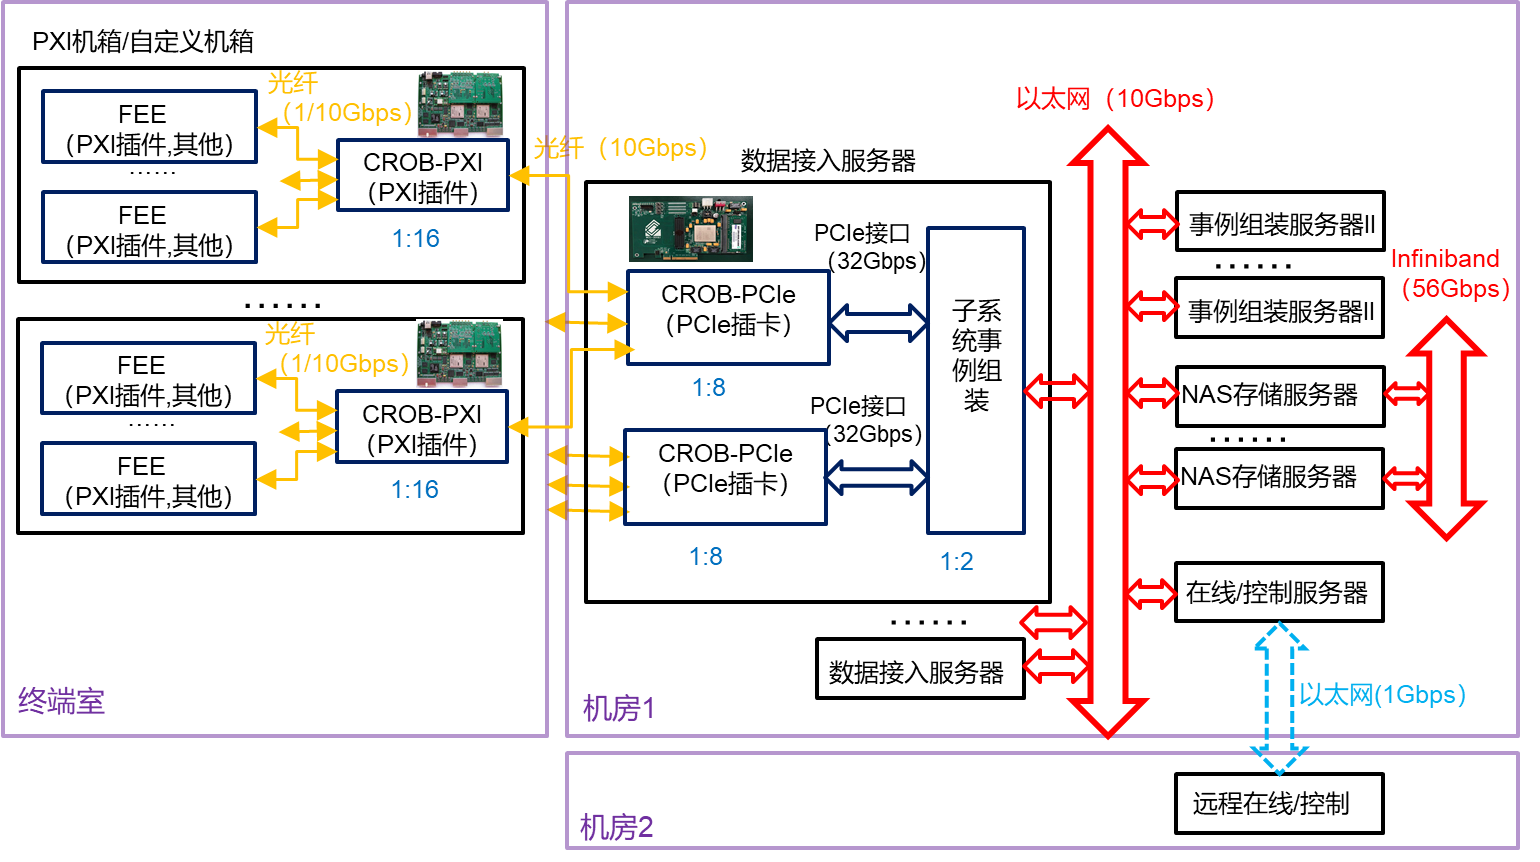 PXI机箱/自定义机箱
光纤
（1/10Gbps）
FEE
（PXI插件,其他）
······
FEE
（PXI插件,其他）
CROB-PXI
（PXI插件）
1:16
······
光纤
（1/10Gbps）
FEE
（PXI插件,其他）
······
FEE
（PXI插件,其他）
CROB-PXI
（PXI插件）
1:16
终端室
光纤（10Gbps）
数据接入服务器
CROB-PCIe
（PCIe插卡）
1:8
PCIe接口
（32Gbps）
CROB-PCIe
（PCIe插卡）
1:8
PCIe接口
（32Gbps）
子系
统事
例组
装
1:2
······
数据接入服务器
机房1
以太网（10Gbps）
事例组装服务器II
······
事例组装服务器II
Infiniband
（56Gbps）
NAS存储服务器
······
NAS存储服务器
在线/控制服务器
以太网(1Gbps）
远程在线/控制
机房2